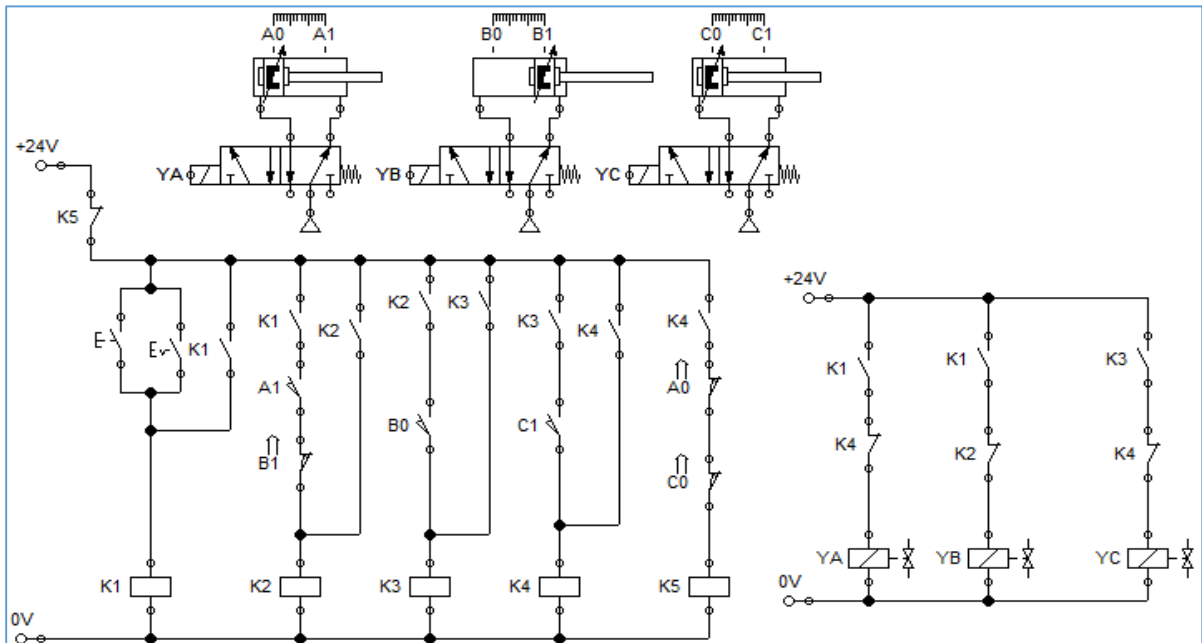 A0 A1 B0 B1 C0 C1
YA YB YC
+24V
K5
+24V
K1 K2 K2 K3 K3 K4 K4
K1
K1 K1 K3
A1 A0
B0 C1
K4 K2 K4
B1 C0
YA YB YC
K1 K2 K3 K4 K5
0V
0V